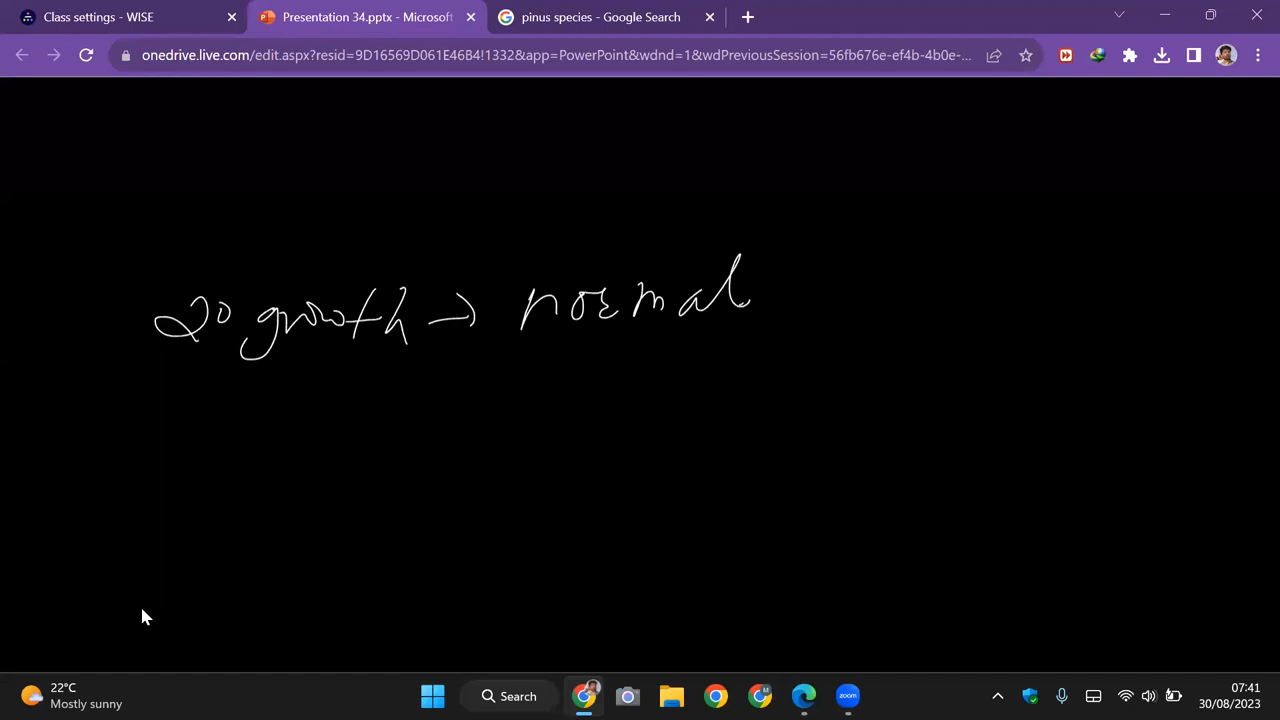 Class settings - WISE
Presentation 34.pptx - Microsoft
pinus species - Google Search
onedrive.live.com/edit.aspx?resid=9D16569D061E46B4!1332&app=PowerPoint&wdnd=1&wdPreviousSession=56fb676e-ef4b-4b0e-...
2° growth → normal
22°C
Mostly sunny
Search
M
zoom
07:41
30/08/2023